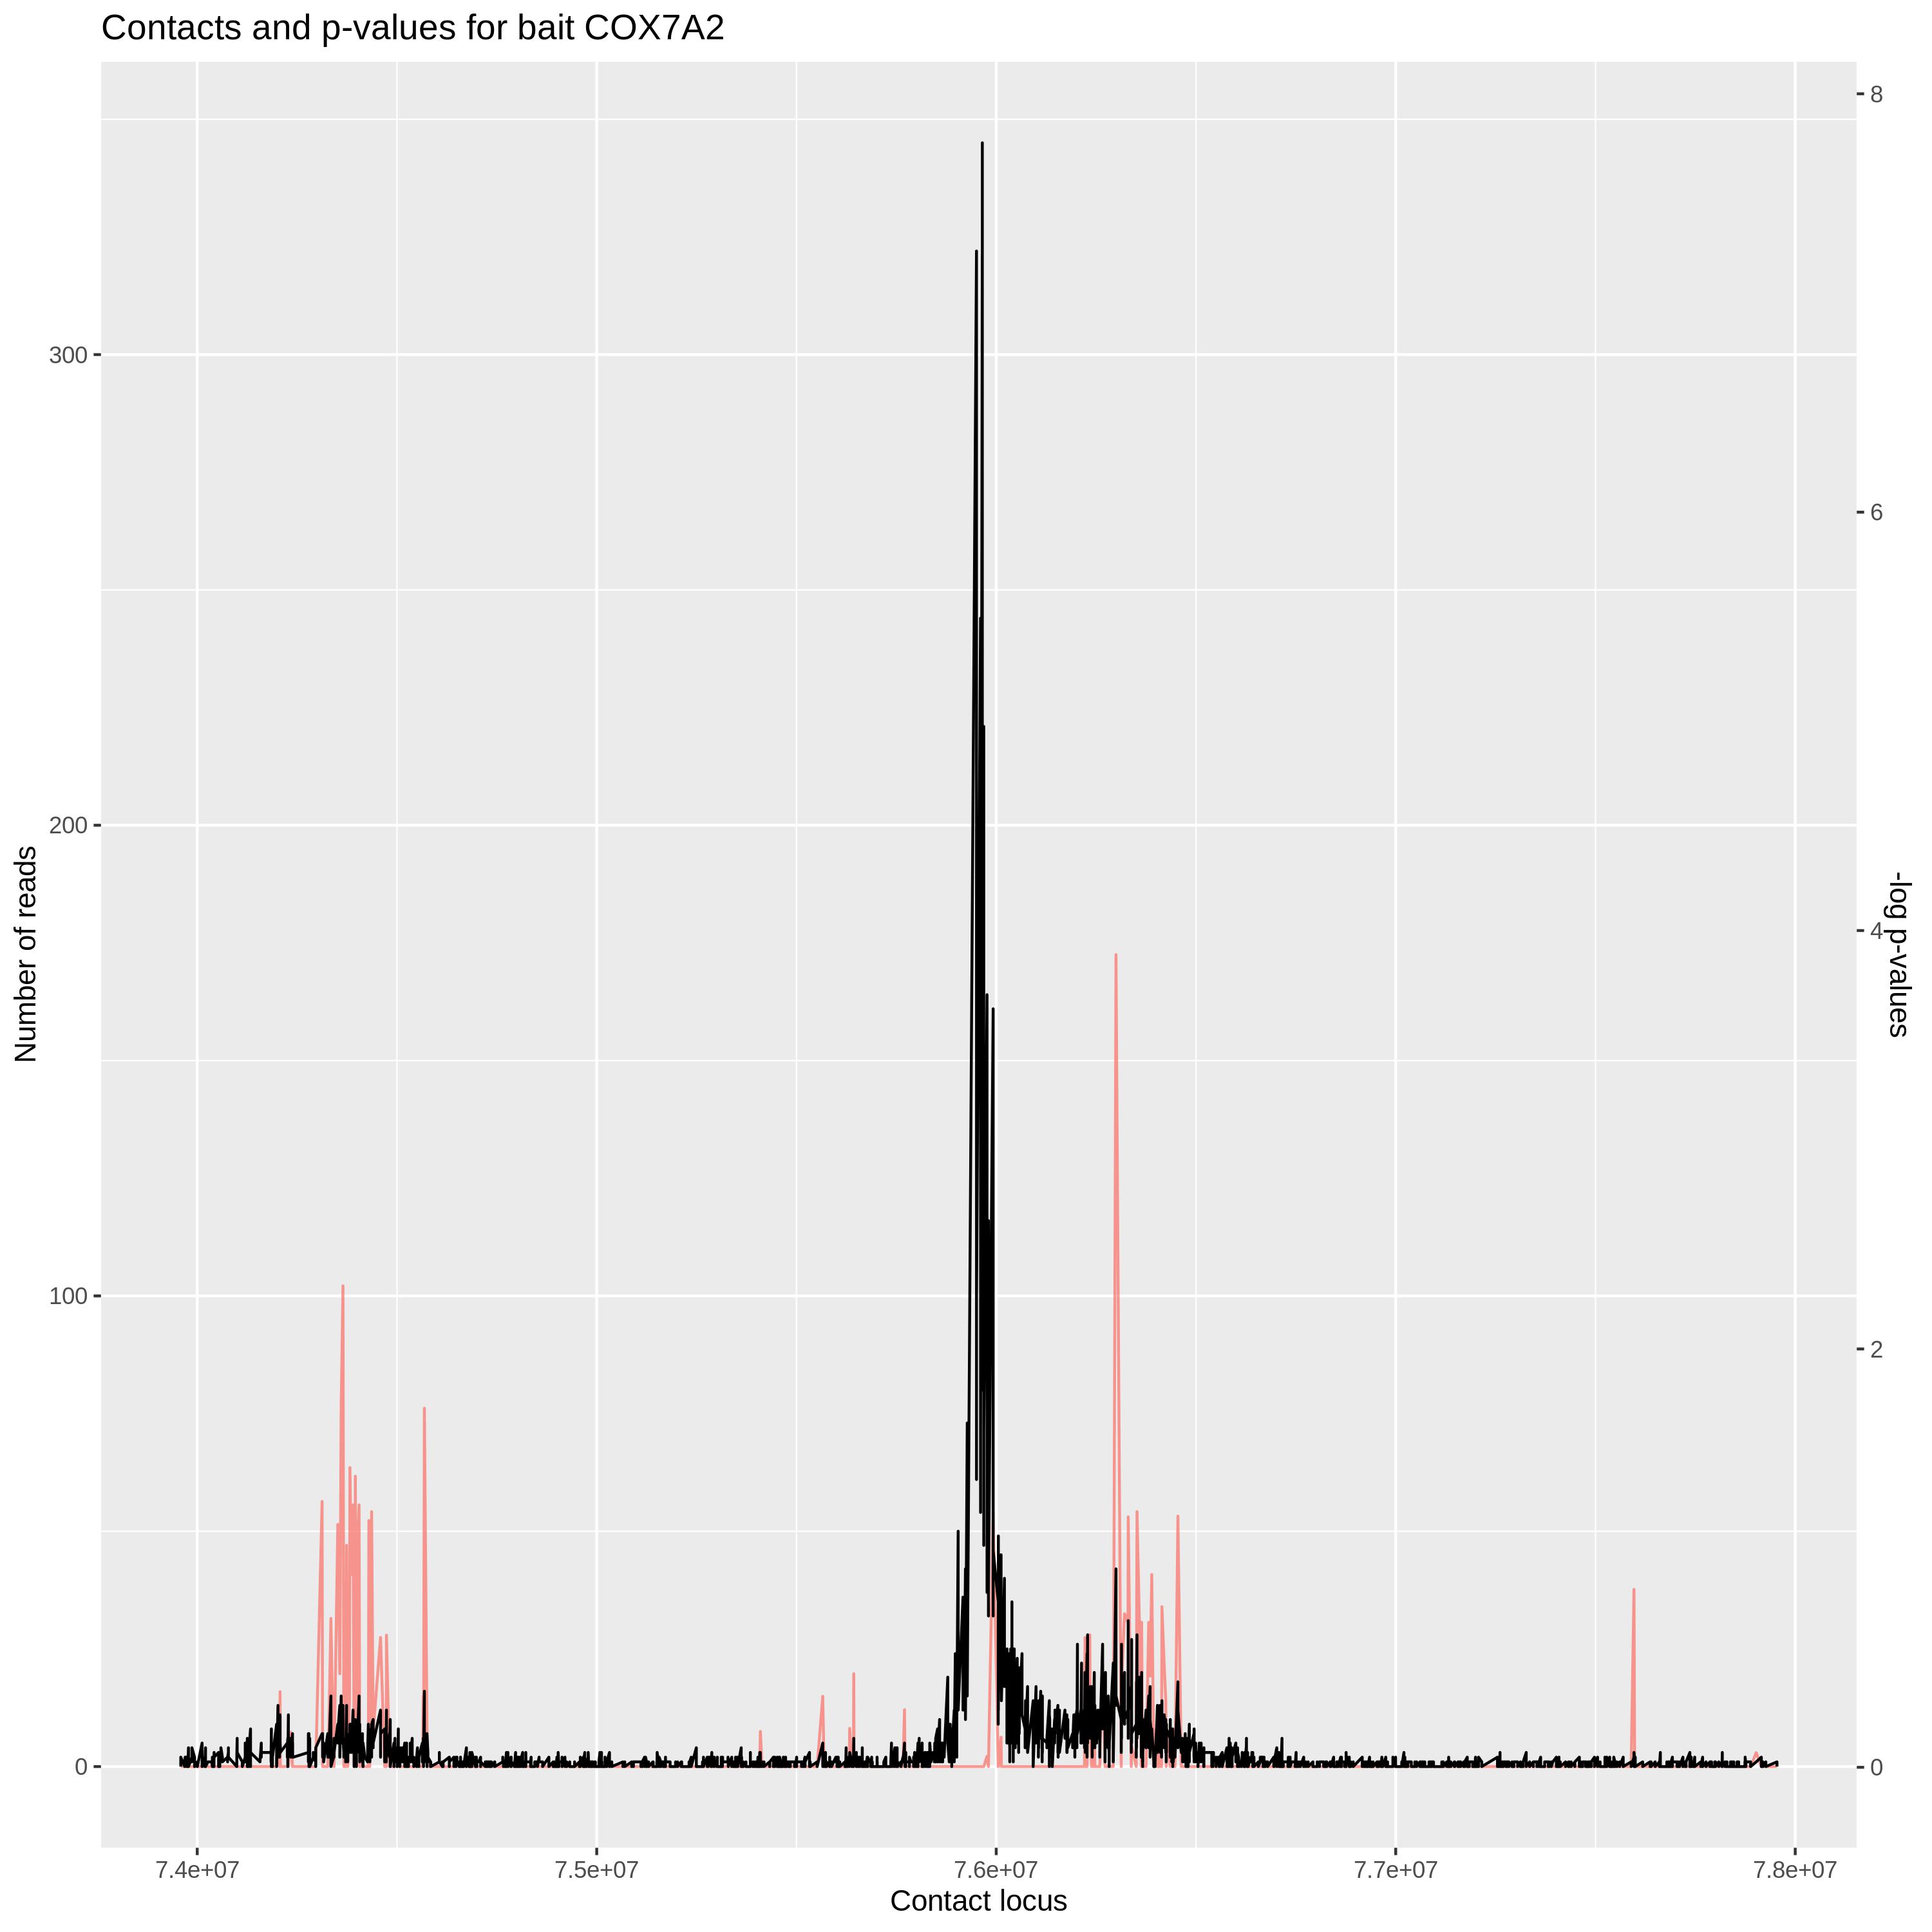 Contacts and p-values for bait COX7A2
8
300
6
200
Number of reads
-log p-values
4
100
2
0
0
7.4e+07 7.5e+07 7.6e+07 7.7e+07 7.8e+07
Contact locus